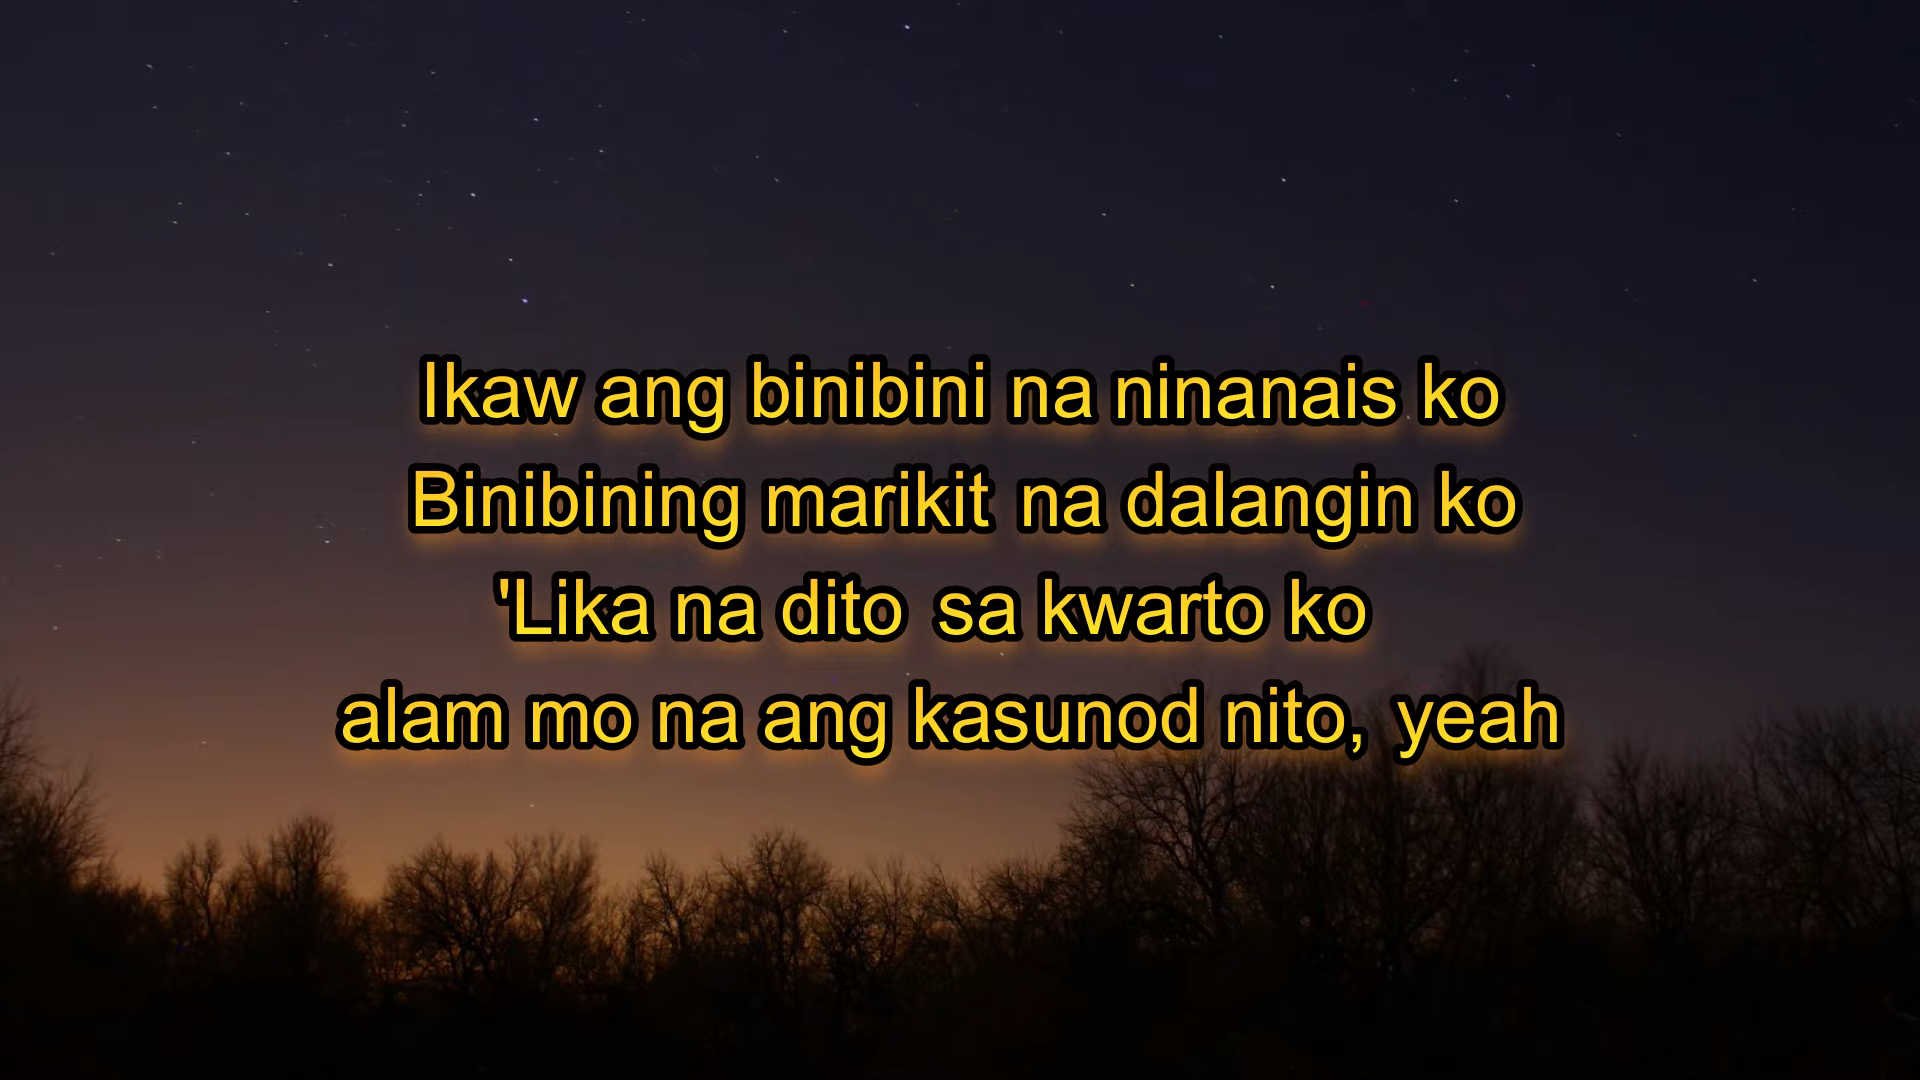 Ikaw ang binibini na ninanais ko
Binibining marikit na dalangin ko
'Lika na dito sa kwarto ko
alam mo na ang kasunod nito, yeah